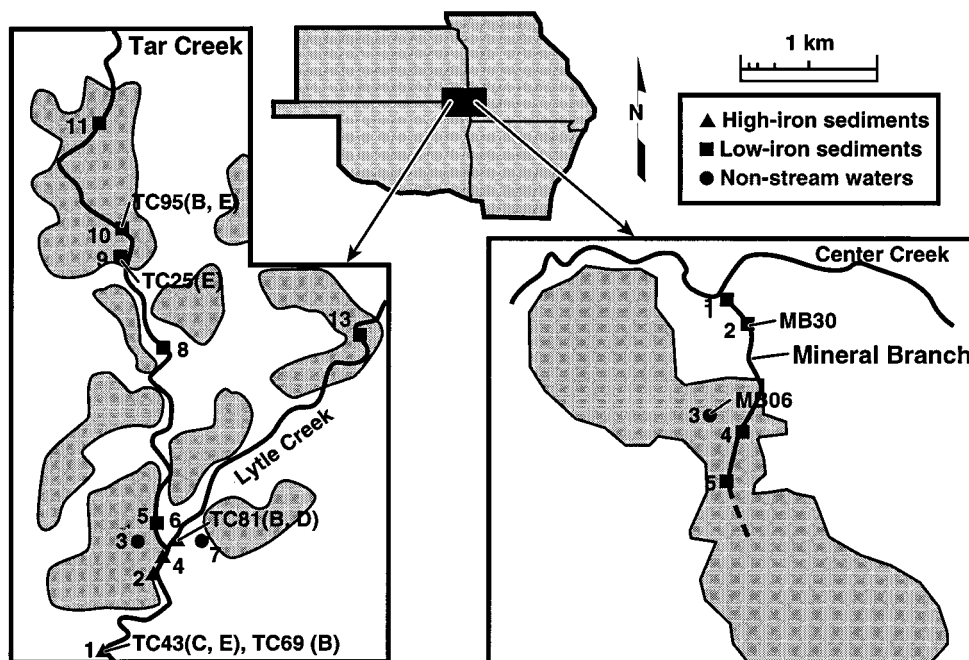 Tar Creek
11
TC95(B, E)
10
9
TC25(E)
8
13
Lytle Creek
5
6
TC81(B, D)
3
4
7
2
1
TC43(C, E), TC69 (B)
1 km
N
High-iron sediments
Low-iron sediments
Non-stream waters
Center Creek
1
2
MB30
Mineral Branch
MB06
3
4
5